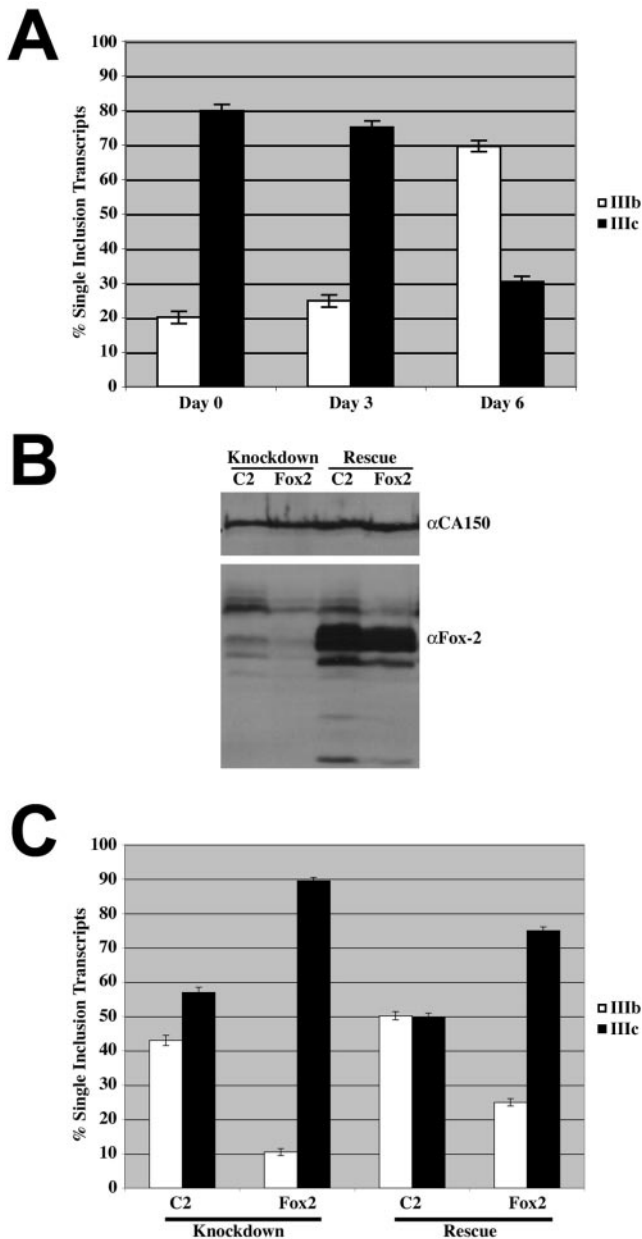 A
% Single Inclusion Transcripts
100
90
80
70
60
50
40
30
20
10
0
Day 0 Day 3 Day 6
IIIb
IIIc
B
Knockdown Rescue
C2 Fox2 C2 Fox2
αCA150
αFox-2
C
% Single Inclusion Transcripts
100
90
80
70
60
50
40
30
20
10
0
C2 Fox2 C2 Fox2
Knockdown Rescue
IIIb
IIIc